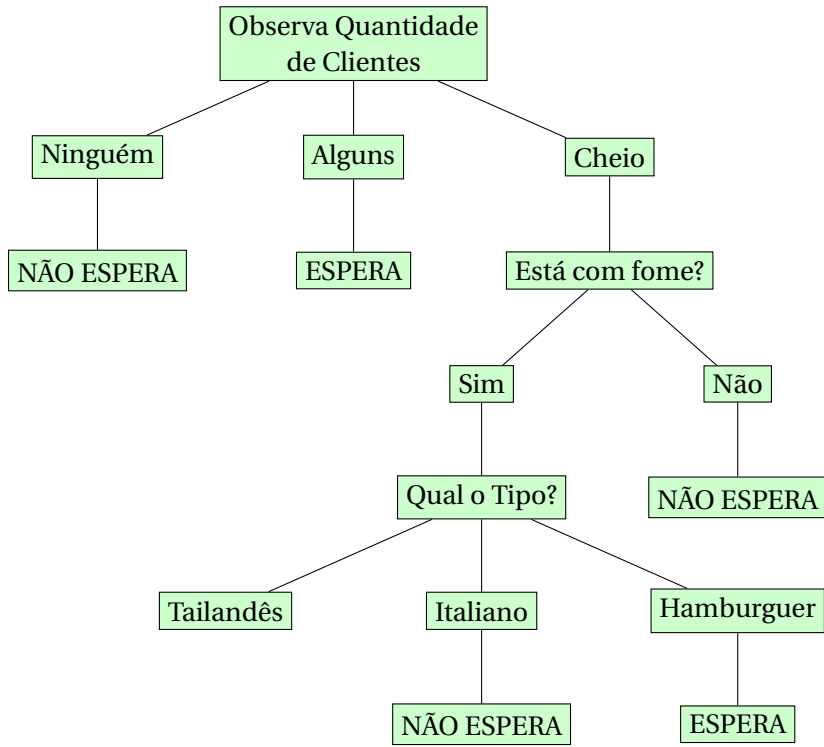 Observa Quantidade
de Clientes
Ninguém
Alguns
Cheio
NÃO ESPERA
ESPERA
Está com fome?
Sim
Não
Qual o Tipo?
NÃO ESPERA
Tailandês
Italiano
Hamburguer
NÃO ESPERA
ESPERA